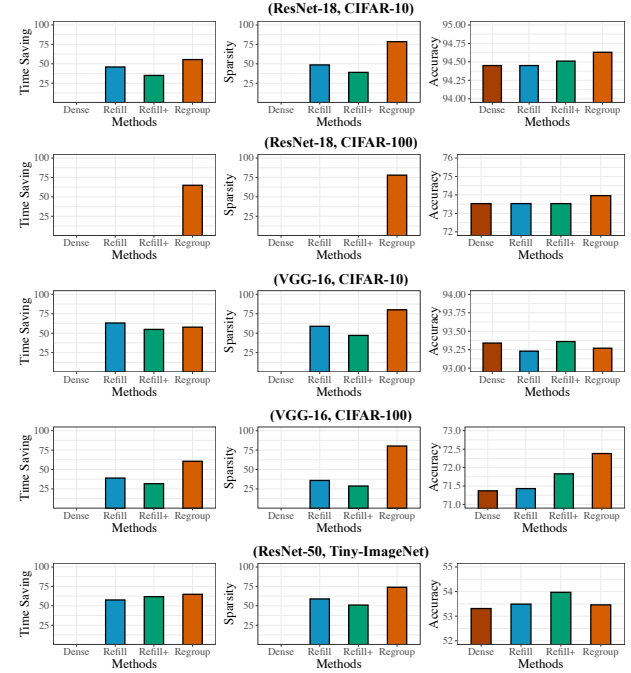 (ResNet-18, CIFAR-10)
Time Saving
100
75
50
25
Dense Refill Refill+ Regroup
Methods
Sparsity
100
75
50
25
Dense Refill Refill+ Regroup
Methods
Accuracy
95.00
94.75
94.50
94.25
94.00
Dense Refill Refill+ Regroup
Methods
(ResNet-18, CIFAR-100)
Time Saving
100
75
50
25
Dense Refill Refill+ Regroup
Methods
Sparsity
100
75
50
25
Dense Refill Refill+ Regroup
Methods
Accuracy
76
75
74
73
72
Dense Refill Refill+ Regroup
Methods
(VGG-16, CIFAR-10)
Time Saving
100
75
50
25
Dense Refill Refill+ Regroup
Methods
Sparsity
100
75
50
25
Dense Refill Refill+ Regroup
Methods
Accuracy
94.00
93.75
93.50
93.25
93.00
Dense Refill Refill+ Regroup
Methods
(VGG-16, CIFAR-100)
Time Saving
100
75
50
25
Dense Refill Refill+ Regroup
Methods
Sparsity
100
75
50
25
Dense Refill Refill+ Regroup
Methods
Accuracy
73.0
72.5
72.0
71.5
71.0
Dense Refill Refill+ Regroup
Methods
(ResNet-50, Tiny-ImageNet)
Time Saving
100
75
50
25
Dense Refill Refill+ Regroup
Methods
Sparsity
100
75
50
25
Dense Refill Refill+ Regroup
Methods
Accuracy
55
54
53
52
Dense Refill Refill+ Regroup
Methods